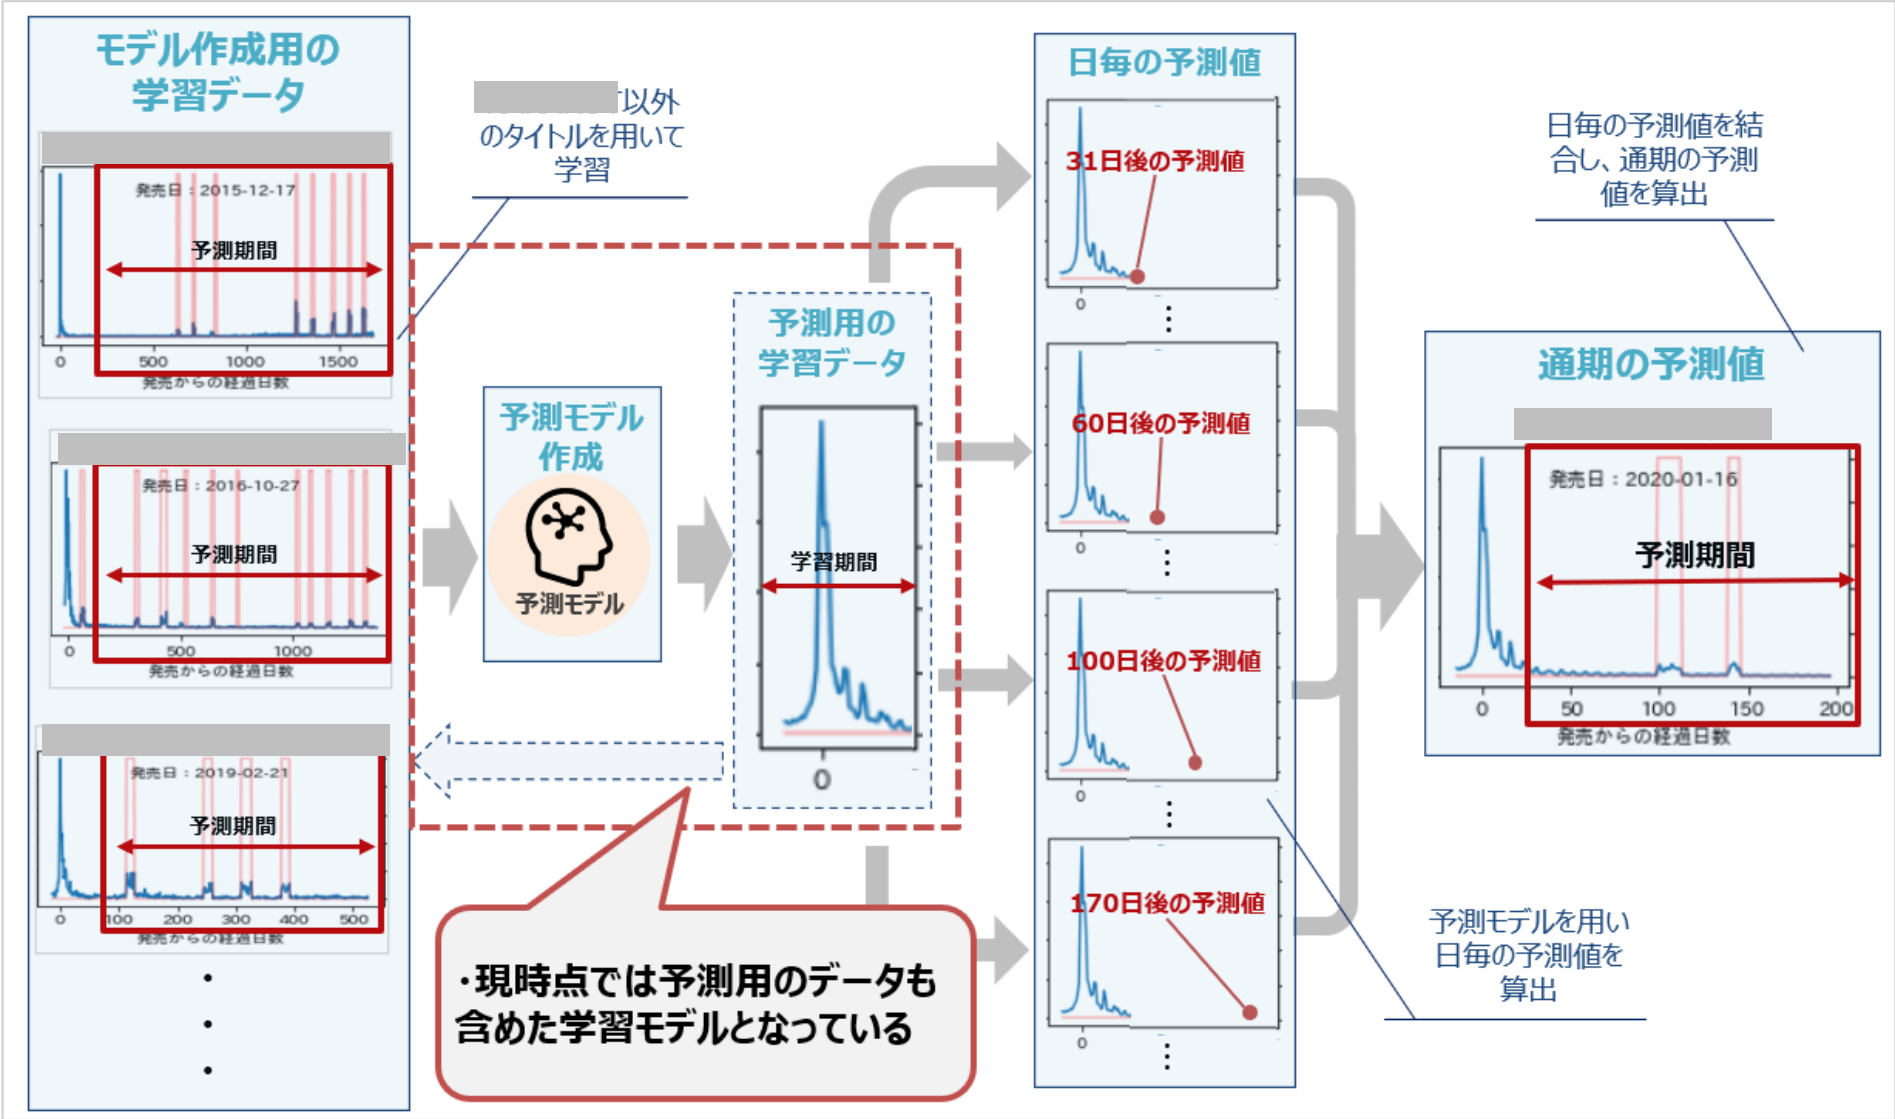 モデル作成用の
学習データ
発売日：2015-12-17
予測期間
0 500 1000 1500
発売からの経過日数
発売日：2016-10-27
予測期間
0 500 1000
発売からの経過日数
発売日：2019-02-21
予測期間
0 100 200 300 400 500
発売からの経過日数
以外
のタイトルを用いて
学習
予測モデル
作成
予測モデル
予測用の
学習データ
学習期間
0
・現時点では予測用のデータも
含めた学習モデルとなっている
日毎の予測値
31日後の予測値
0
60日後の予測値
0
100日後の予測値
0
170日後の予測値
0
予測モデルを用い
日毎の予測値を
算出
日毎の予測値を結
合し、通期の予測
値を算出
通期の予測値
発売日：2020-01-16
予測期間
0 50 100 150 200
発売からの経過日数